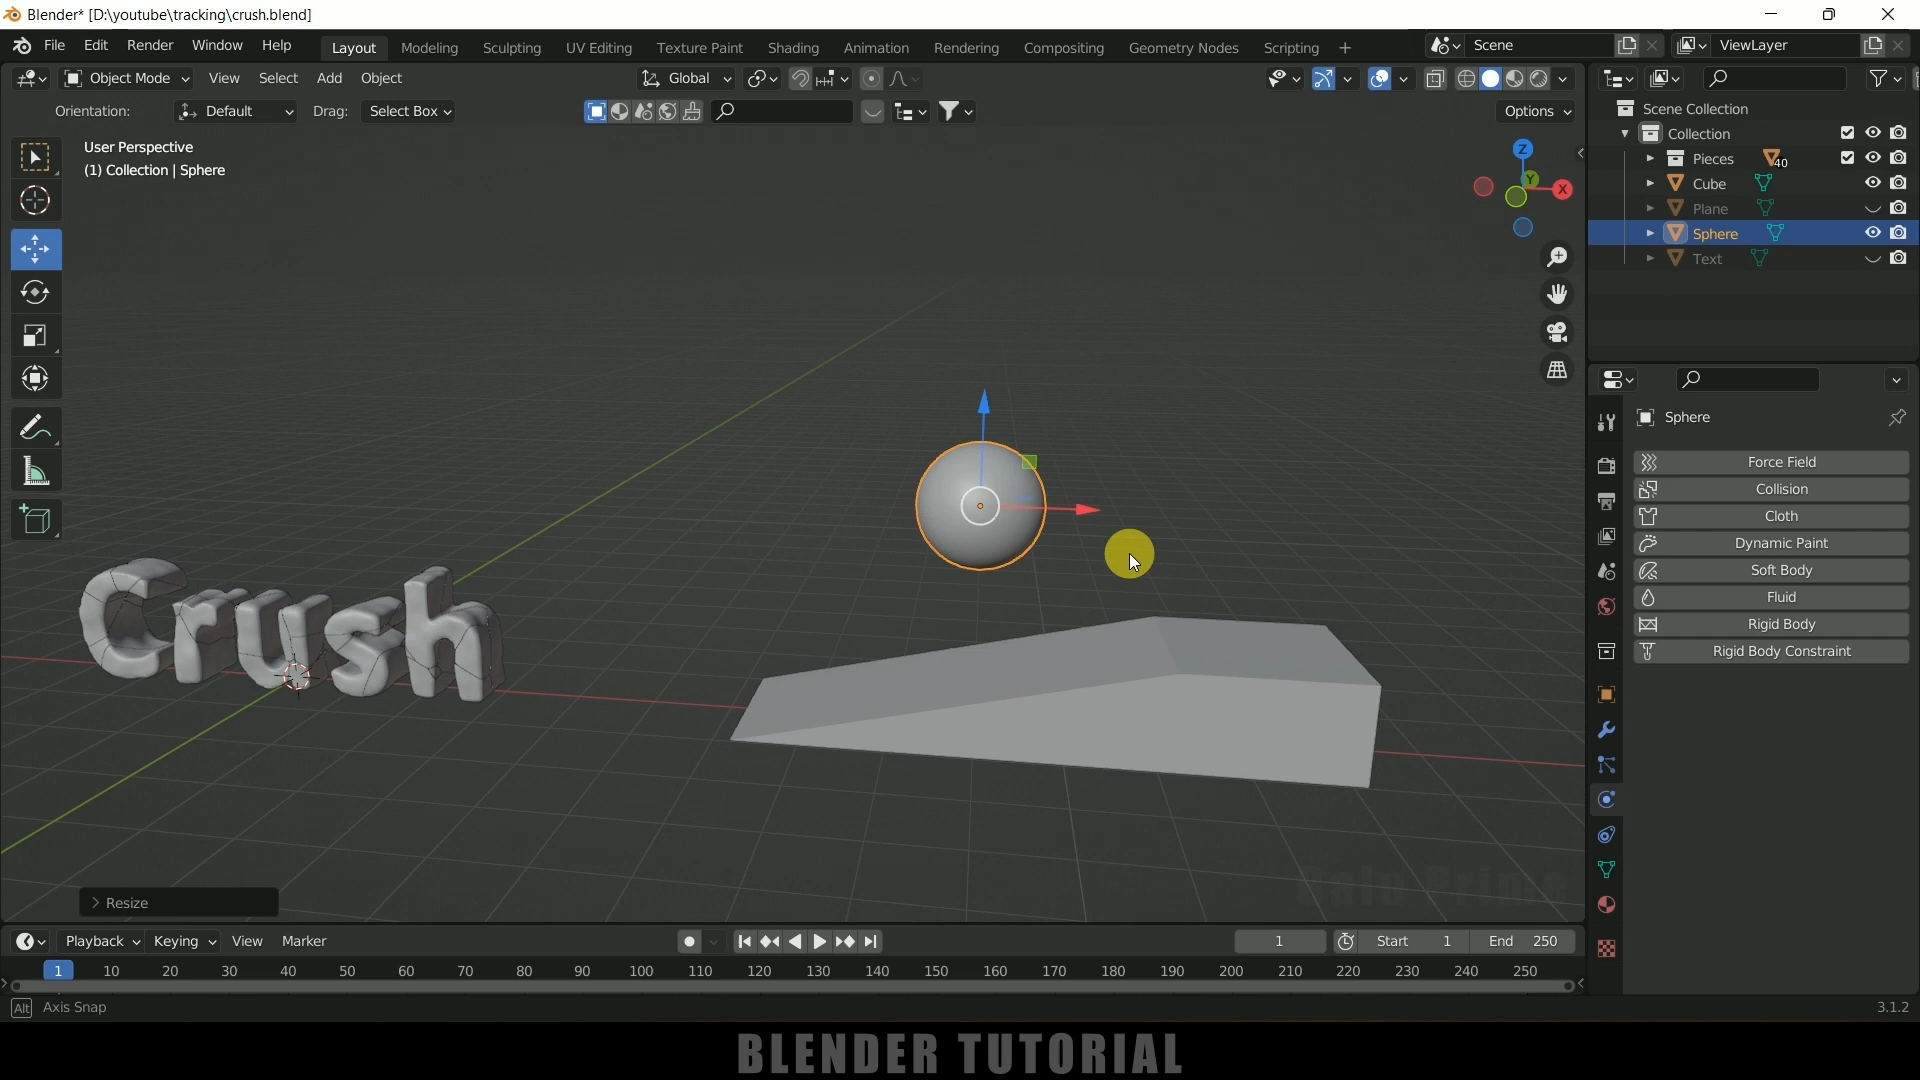 Blender* [D:\youtube\tracking\crush.blend]
File Edit Render Window Help Layout Modeling Sculpting UV Editing Texture Paint Shading Animation Rendering Compositing Geometry Nodes Scripting + Scene ViewLayer
Object Mode View Select Add Object Global
Orientation: Default Drag: Select Box Options
User Perspective
(1) Collection | Sphere
Z
Y
X
Crush
Scene Collection
Collection
Pieces 40
Cube
Plane
Sphere
Text
Sphere
Force Field
Collision
Cloth
Dynamic Paint
Soft Body
Fluid
Rigid Body
Rigid Body Constraint
Resize
Playback Keying View Marker 1 Start 1 End 250
1 10 20 30 40 50 60 70 80 90 100 110 120 130 140 150 160 170 180 190 200 210 220 230 240 250
Alt Axis Snap 3.1.2
BLENDER TUTORIAL